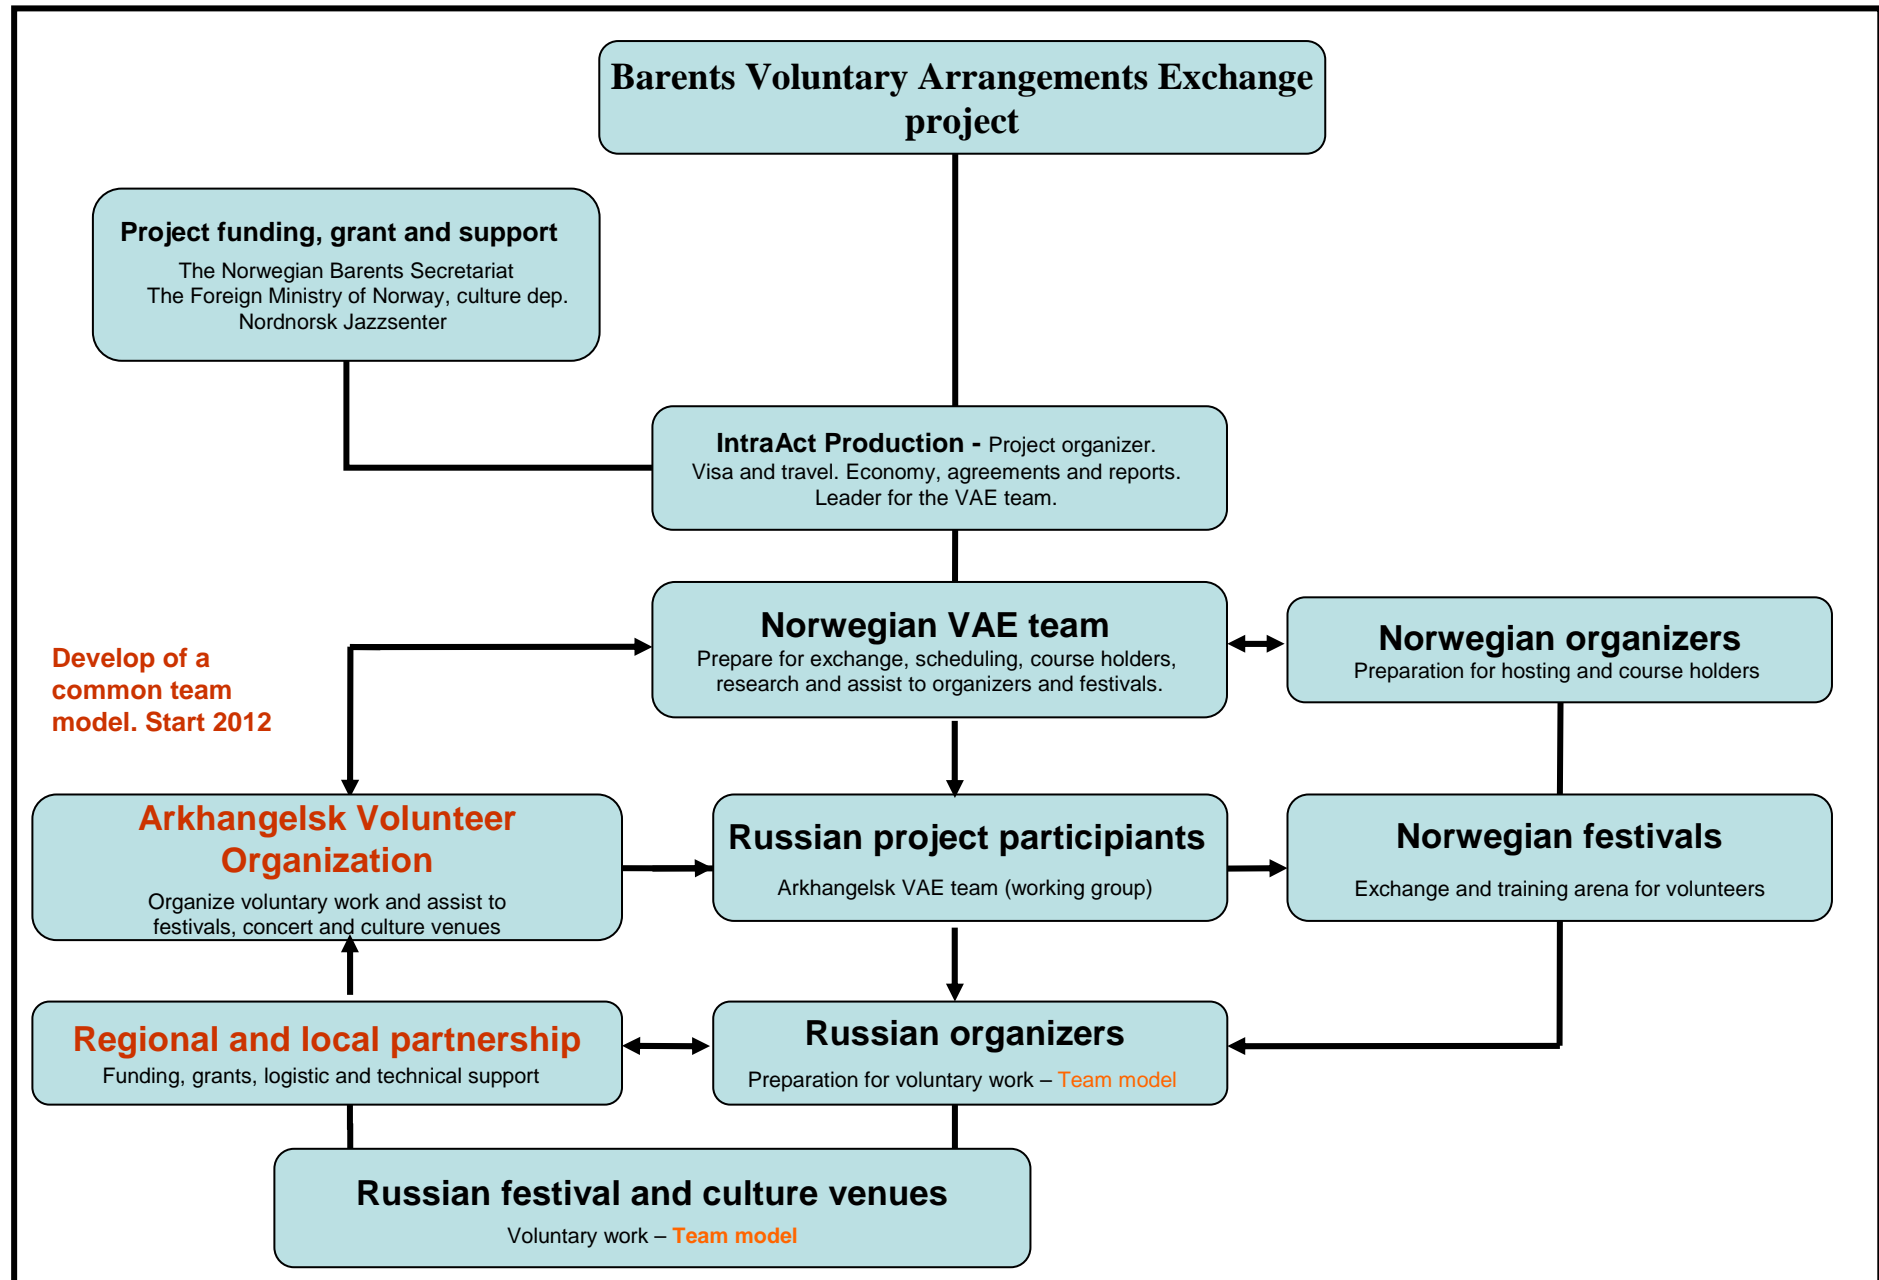 Barents Voluntary Arrangements Exchange
project
Project funding, grant and support
The Norwegian Barents Secretariat
The Foreign Ministry of Norway, culture dep.
Nordnorsk Jazzsenter
IntraAct Production - Project organizer.
Visa and travel. Economy, agreements and reports.
Leader for the VAE team.
Norwegian VAE team
Prepare for exchange, scheduling, course holders,
research and assist to organizers and festivals.
Norwegian organizers
Preparation for hosting and course holders
Develop of a
common team
model. Start 2012
Arkhangelsk Volunteer
Organization
Organize voluntary work and assist to
festivals, concert and culture venues
Russian project participiants
Arkhangelsk VAE team (working group)
Norwegian festivals
Exchange and training arena for volunteers
Regional and local partnership
Funding, grants, logistic and technical support
Russian organizers
Preparation for voluntary work – Team model
Russian festival and culture venues
Voluntary work – Team model